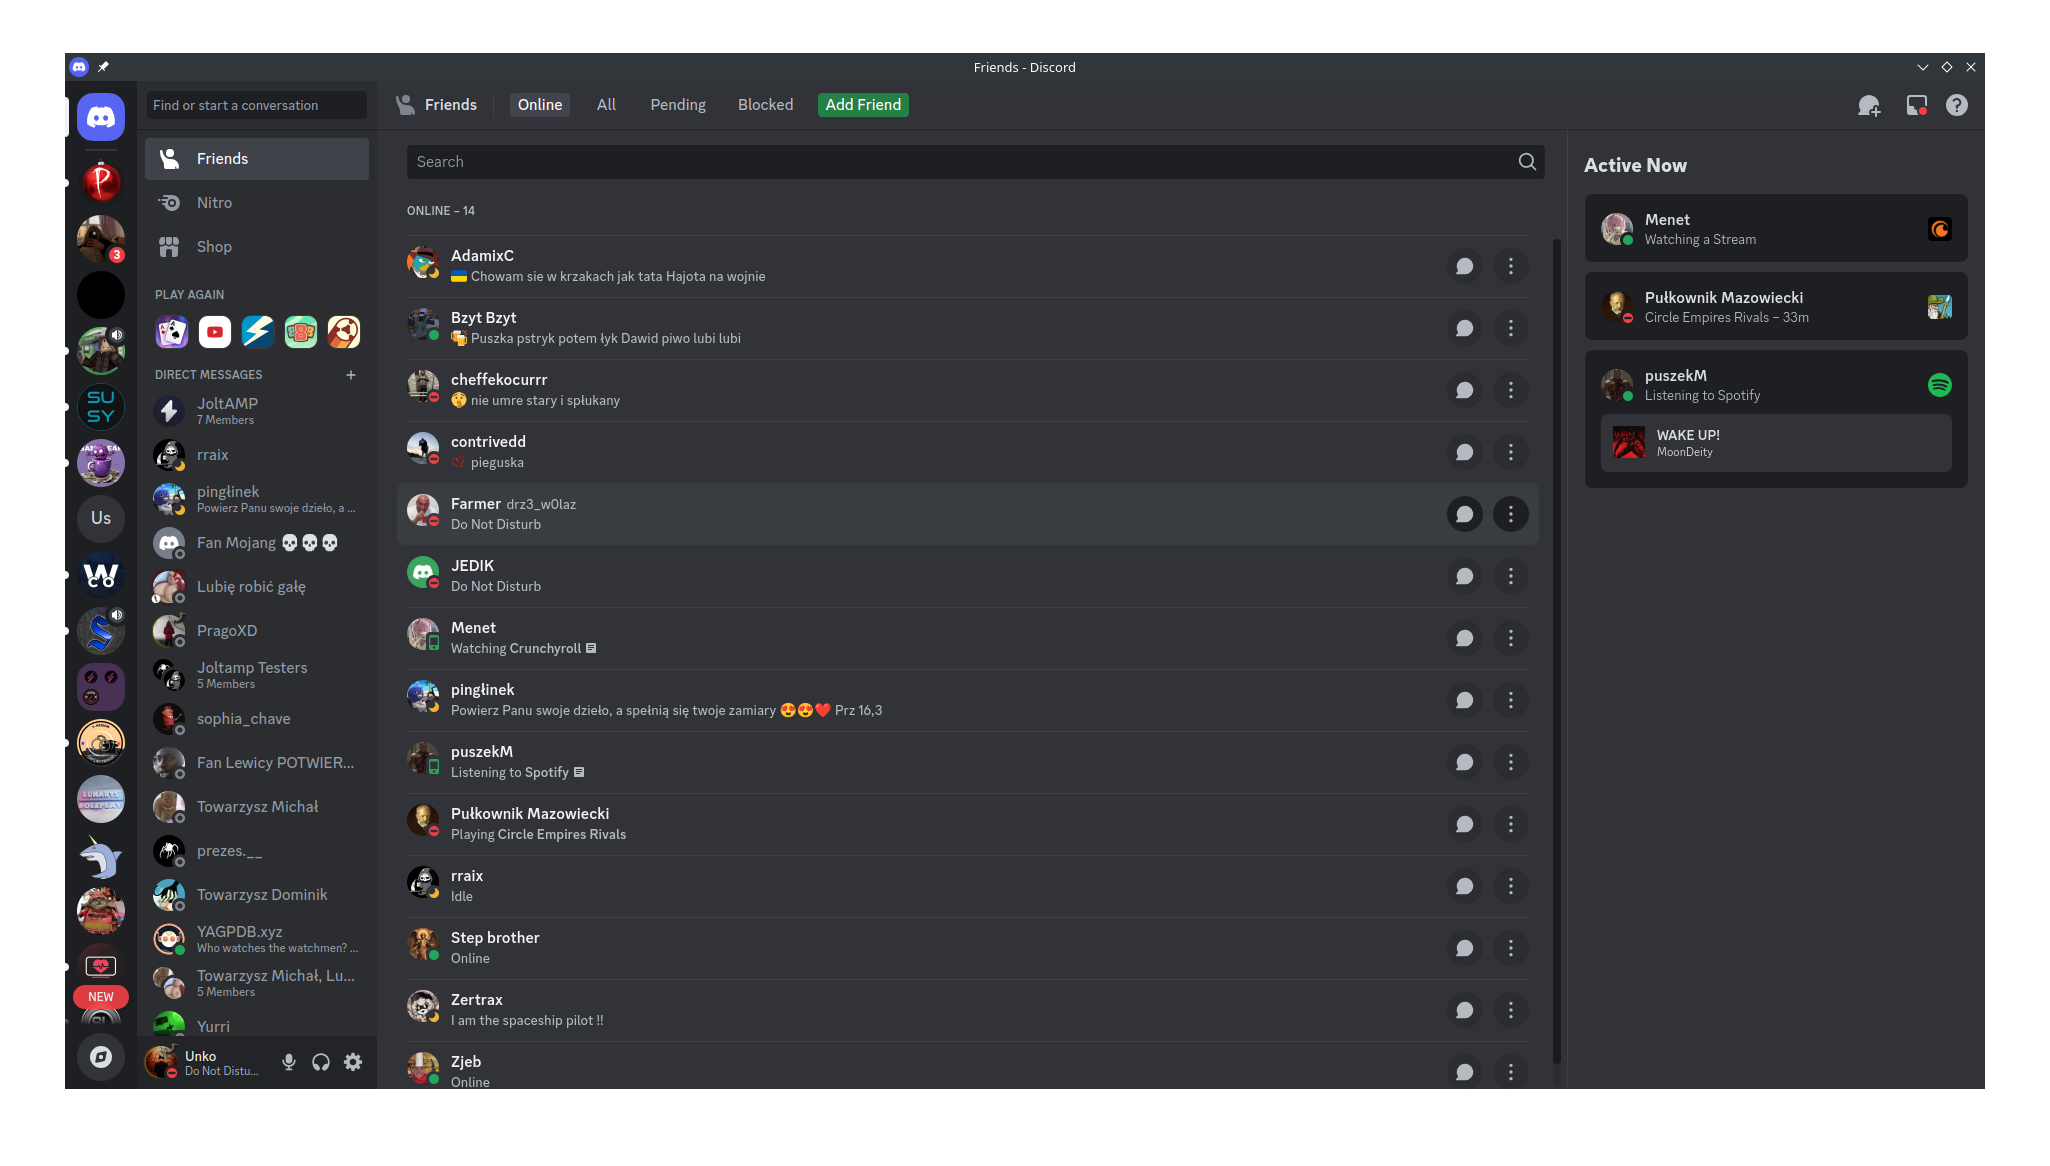 Friends - Discord
Find or start a conversation
Friends
Online
All
Pending
Blocked
Add Friend
Friends
Nitro
Shop
PLAY AGAIN
DIRECT MESSAGES
JoltAMP
7 Members
rraix
pingłinek
Powierz Panu swoje dzieło, a ...
Fan Mojang 💀💀💀
Lubię robić gałę
PragoXD
Joltamp Testers
5 Members
sophia_chave
Fan Lewicy POTWIER...
Towarzysz Michał
prezes.__
Towarzysz Dominik
YAGPDB.xyz
Who watches the watchmen? ...
Towarzysz Michał, Lu...
5 Members
Yurri
Unko
Do Not Distu...
3
SU
SY
Us
W
CO
LUNARYS
ROLEPLAY
NEW
Search
ONLINE – 14
AdamixC
🇺🇦 Chowam sie w krzakach jak tata Hajota na wojnie
Bzyt Bzyt
🍻 Puszka pstryk potem łyk Dawid piwo lubi lubi
cheffekocurrr
🤫 nie umre stary i spłukany
contrivedd
pieguska
Farmer drz3_w0laz
Do Not Disturb
JEDIK
Do Not Disturb
Menet
Watching Crunchyroll
pingłinek
Powierz Panu swoje dzieło, a spełnią się twoje zamiary 😍😍❤️ Prz 16,3
puszekM
Listening to Spotify
Pułkownik Mazowiecki
Playing Circle Empires Rivals
rraix
Idle
Step brother
Online
Zertrax
I am the spaceship pilot !!
Zjeb
Online
Active Now
Menet
Watching a Stream
Pułkownik Mazowiecki
Circle Empires Rivals – 33m
puszekM
Listening to Spotify
WAKE UP!
MoonDeity